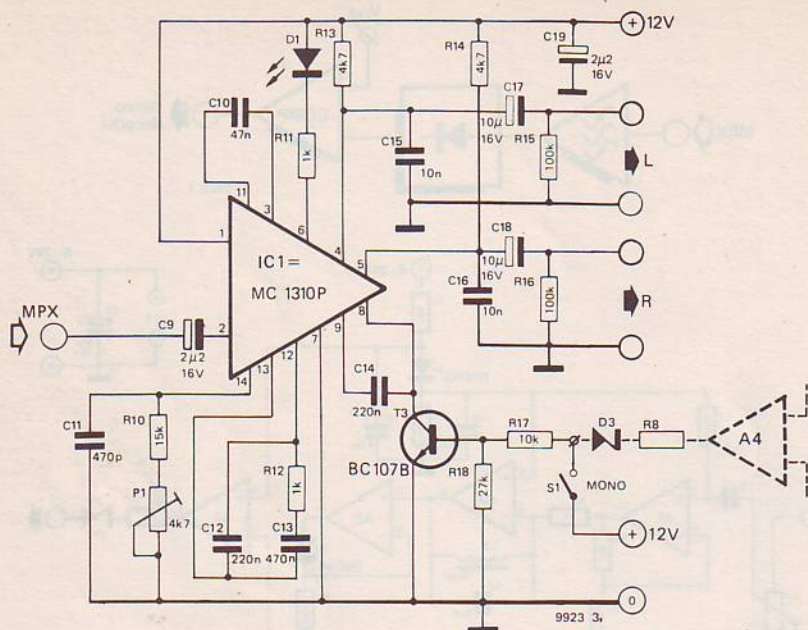 12V
D1
R13
4k7
R14
4k7
C19
2µ2
16V
C10
47n
R11
1k
C17
10µ
16V
C15
10n
R15
100k
L
11
3
6
4
1
IC1=
MC 1310P
5
8
C18
10µ
16V
C16
10n
R16
100k
R
MPX
C9
2µ2
16V
2
14
13
12
7
9
C14
220n
T3
BC107B
C11
470p
R10
15k
P1
4k7
R12
1k
C12
220n
C13
470n
R17
10k
R18
27k
D3
R8
A4
S1
MONO
12V
0
9923 3